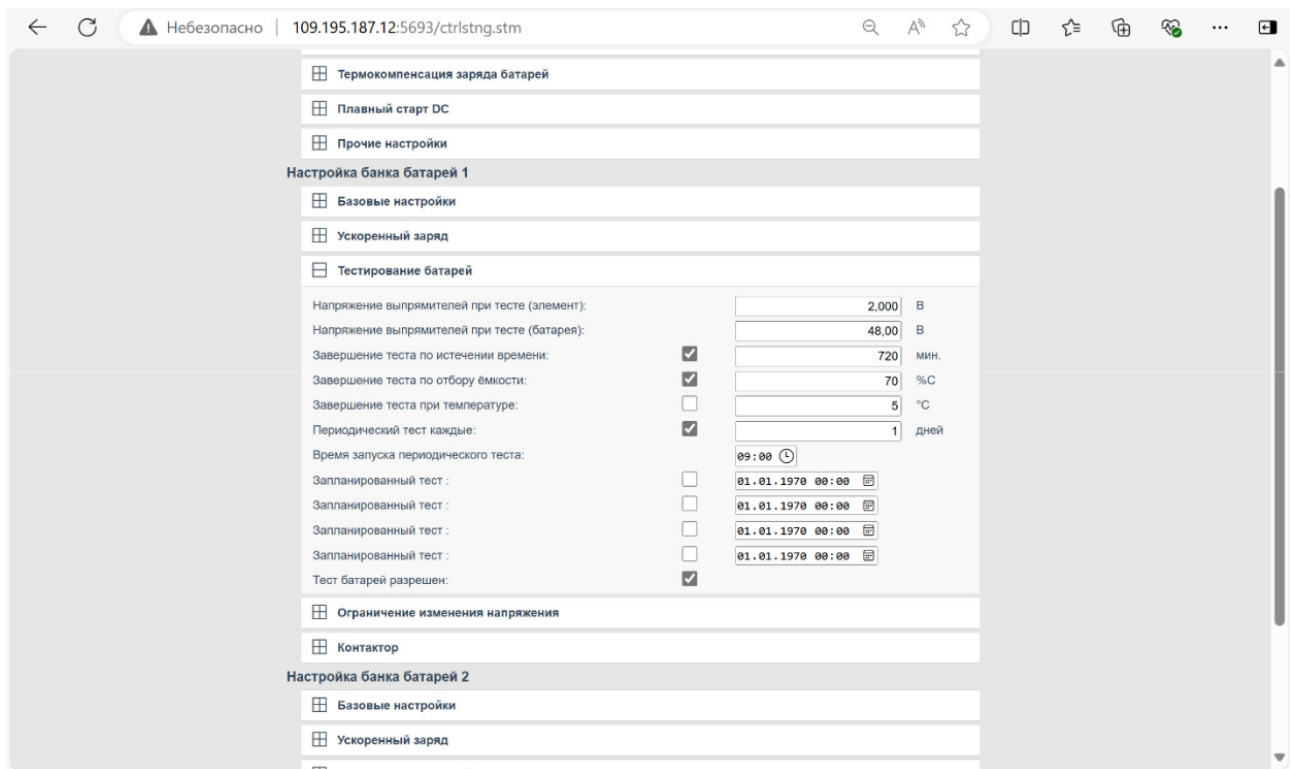 Небезопасно | 109.195.187.12:5693/ctrlstng.stm
Термокомпенсация заряда батарей
Плавный старт DC
Прочие настройки
Настройка банка батарей 1
Базовые настройки
Ускоренный заряд
Тестирование батарей
Напряжение выпрямителей при тесте (элемент): 2,000 В
Напряжение выпрямителей при тесте (батарея): 48,00 В
Завершение теста по истечении времени: 720 мин.
Завершение теста по отбору ёмкости: 70 %C
Завершение теста при температуре: 5 °C
Периодический тест каждые: 1 дней
Время запуска периодического теста: 09:00
Запланированный тест : 01.01.1970 00:00
Запланированный тест : 01.01.1970 00:00
Запланированный тест : 01.01.1970 00:00
Запланированный тест : 01.01.1970 00:00
Тест батарей разрешен:
Ограничение изменения напряжения
Контактор
Настройка банка батарей 2
Базовые настройки
Ускоренный заряд